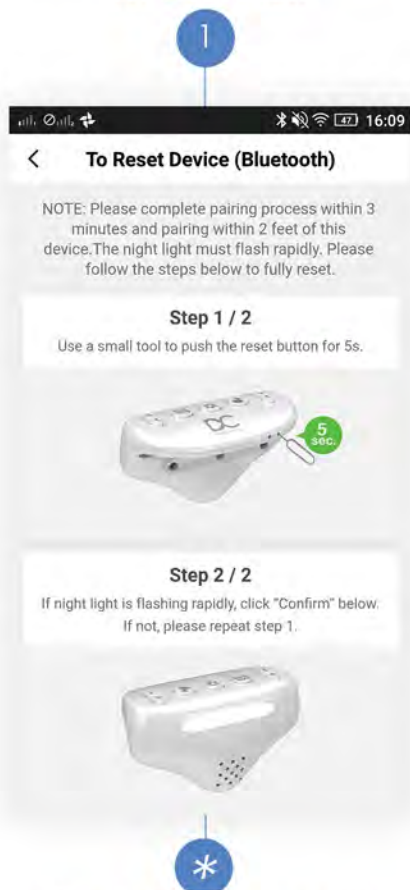 1
47 16:09
To Reset Device (Bluetooth)
NOTE: Please complete pairing process within 3
minutes and pairing within 2 feet of this
device.The night light must flash rapidly. Please
follow the steps below to fully reset.
Step 1 / 2
Use a small tool to push the reset button for 5s.
DC
5
sec.
Step 2 / 2
If night light is flashing rapidly, click "Confirm" below.
If not, please repeat step 1.
*